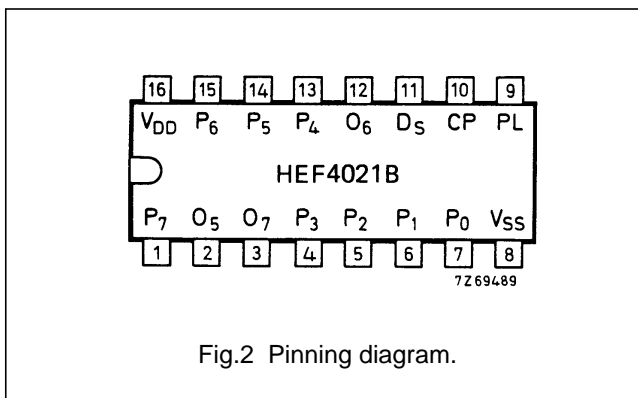 16 15 14 13 12 11 10 9
VDD P6 P5 P4 O6 DS CP PL
HEF4021B
P7 O5 O7 P3 P2 P1 P0 VSS
1 2 3 4 5 6 7 8
7Z69489
Fig.2 Pinning diagram.